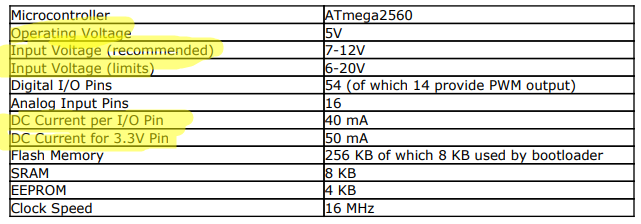 Microcontroller ATmega2560
Operating Voltage 5V
Input Voltage (recommended) 7-12V
Input Voltage (limits) 6-20V
Digital I/O Pins 54 (of which 14 provide PWM output)
Analog Input Pins 16
DC Current per I/O Pin 40 mA
DC Current for 3.3V Pin 50 mA
Flash Memory 256 KB of which 8 KB used by bootloader
SRAM 8 KB
EEPROM 4 KB
Clock Speed 16 MHz